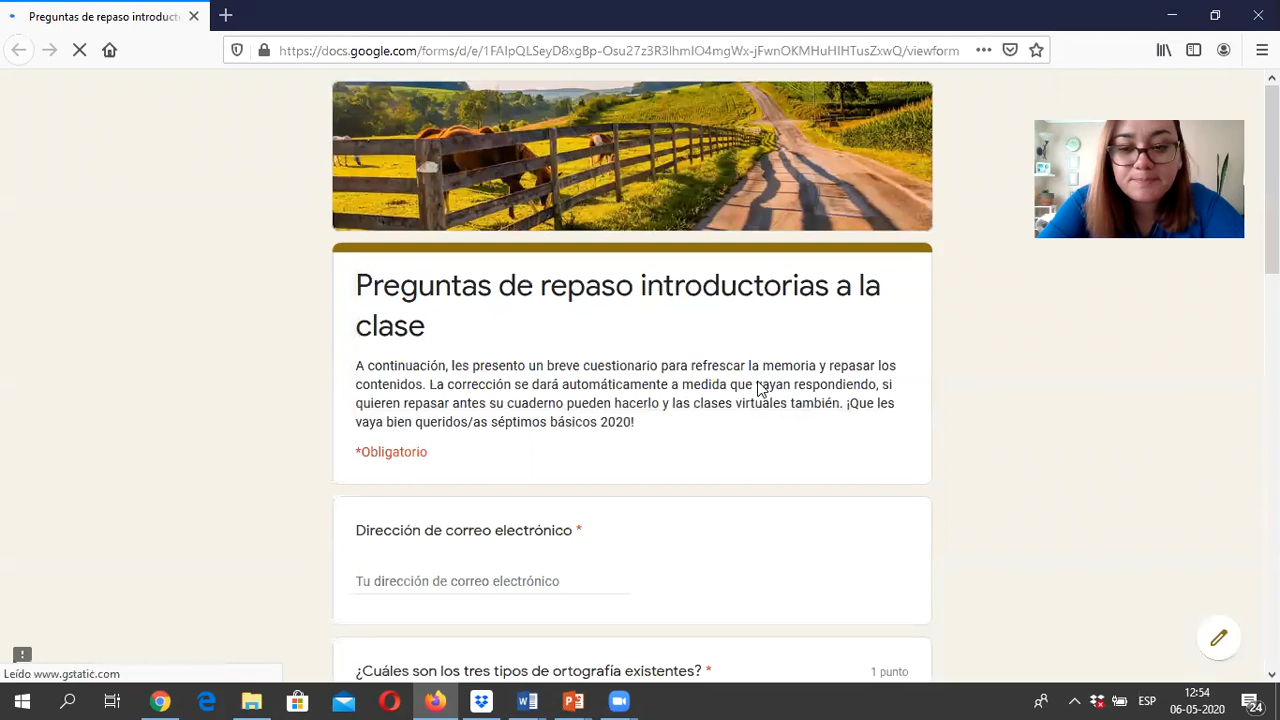 Preguntas de repaso introducto
https://docs.google.com/forms/d/e/1FAIpQLSeyD8xgBp-Osu27z3R3lhmIO4mgWx-jFwnOKMHuHIHTusZxwQ/viewform
Preguntas de repaso introductorias a la
clase
A continuación, les presento un breve cuestionario para refrescar la memoria y repasar los
contenidos. La corrección se dará automáticamente a medida que vayan respondiendo, si
quieren repasar antes su cuaderno pueden hacerlo y las clases virtuales también. ¡Que les
vaya bien queridos/as séptimos básicos 2020!
*Obligatorio
Dirección de correo electrónico *
Tu dirección de correo electrónico
¿Cuáles son los tres tipos de ortografía existentes? *
1 punto
Leído www.gstatic.com
ESP
12:54
06-05-2020
24